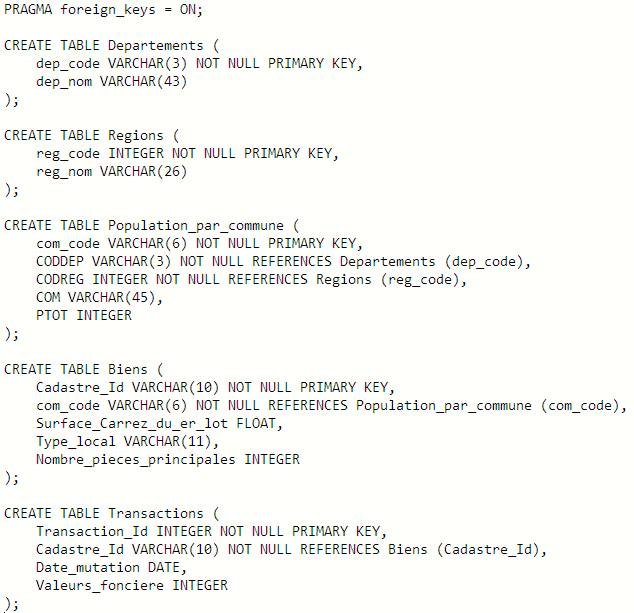 PRAGMA foreign_keys = ON;
CREATE TABLE Departements (
dep_code VARCHAR(3) NOT NULL PRIMARY KEY,
dep_nom VARCHAR(43)
);
CREATE TABLE Regions (
reg_code INTEGER NOT NULL PRIMARY KEY,
reg_nom VARCHAR(26)
);
CREATE TABLE Population_par_commune (
com_code VARCHAR(6) NOT NULL PRIMARY KEY,
CODDEP VARCHAR(3) NOT NULL REFERENCES Departements (dep_code),
CODREG INTEGER NOT NULL REFERENCES Regions (reg_code),
COM VARCHAR(45),
PTOT INTEGER
);
CREATE TABLE Biens (
Cadastre_Id VARCHAR(10) NOT NULL PRIMARY KEY,
com_code VARCHAR(6) NOT NULL REFERENCES Population_par_commune (com_code),
Surface_Carrez_du_er_lot FLOAT,
Type_local VARCHAR(11),
Nombre_pieces_principales INTEGER
);
CREATE TABLE Transactions (
Transaction_Id INTEGER NOT NULL PRIMARY KEY,
Cadastre_Id VARCHAR(10) NOT NULL REFERENCES Biens (Cadastre_Id),
Date_mutation DATE,
Valeurs_fonciere INTEGER
);